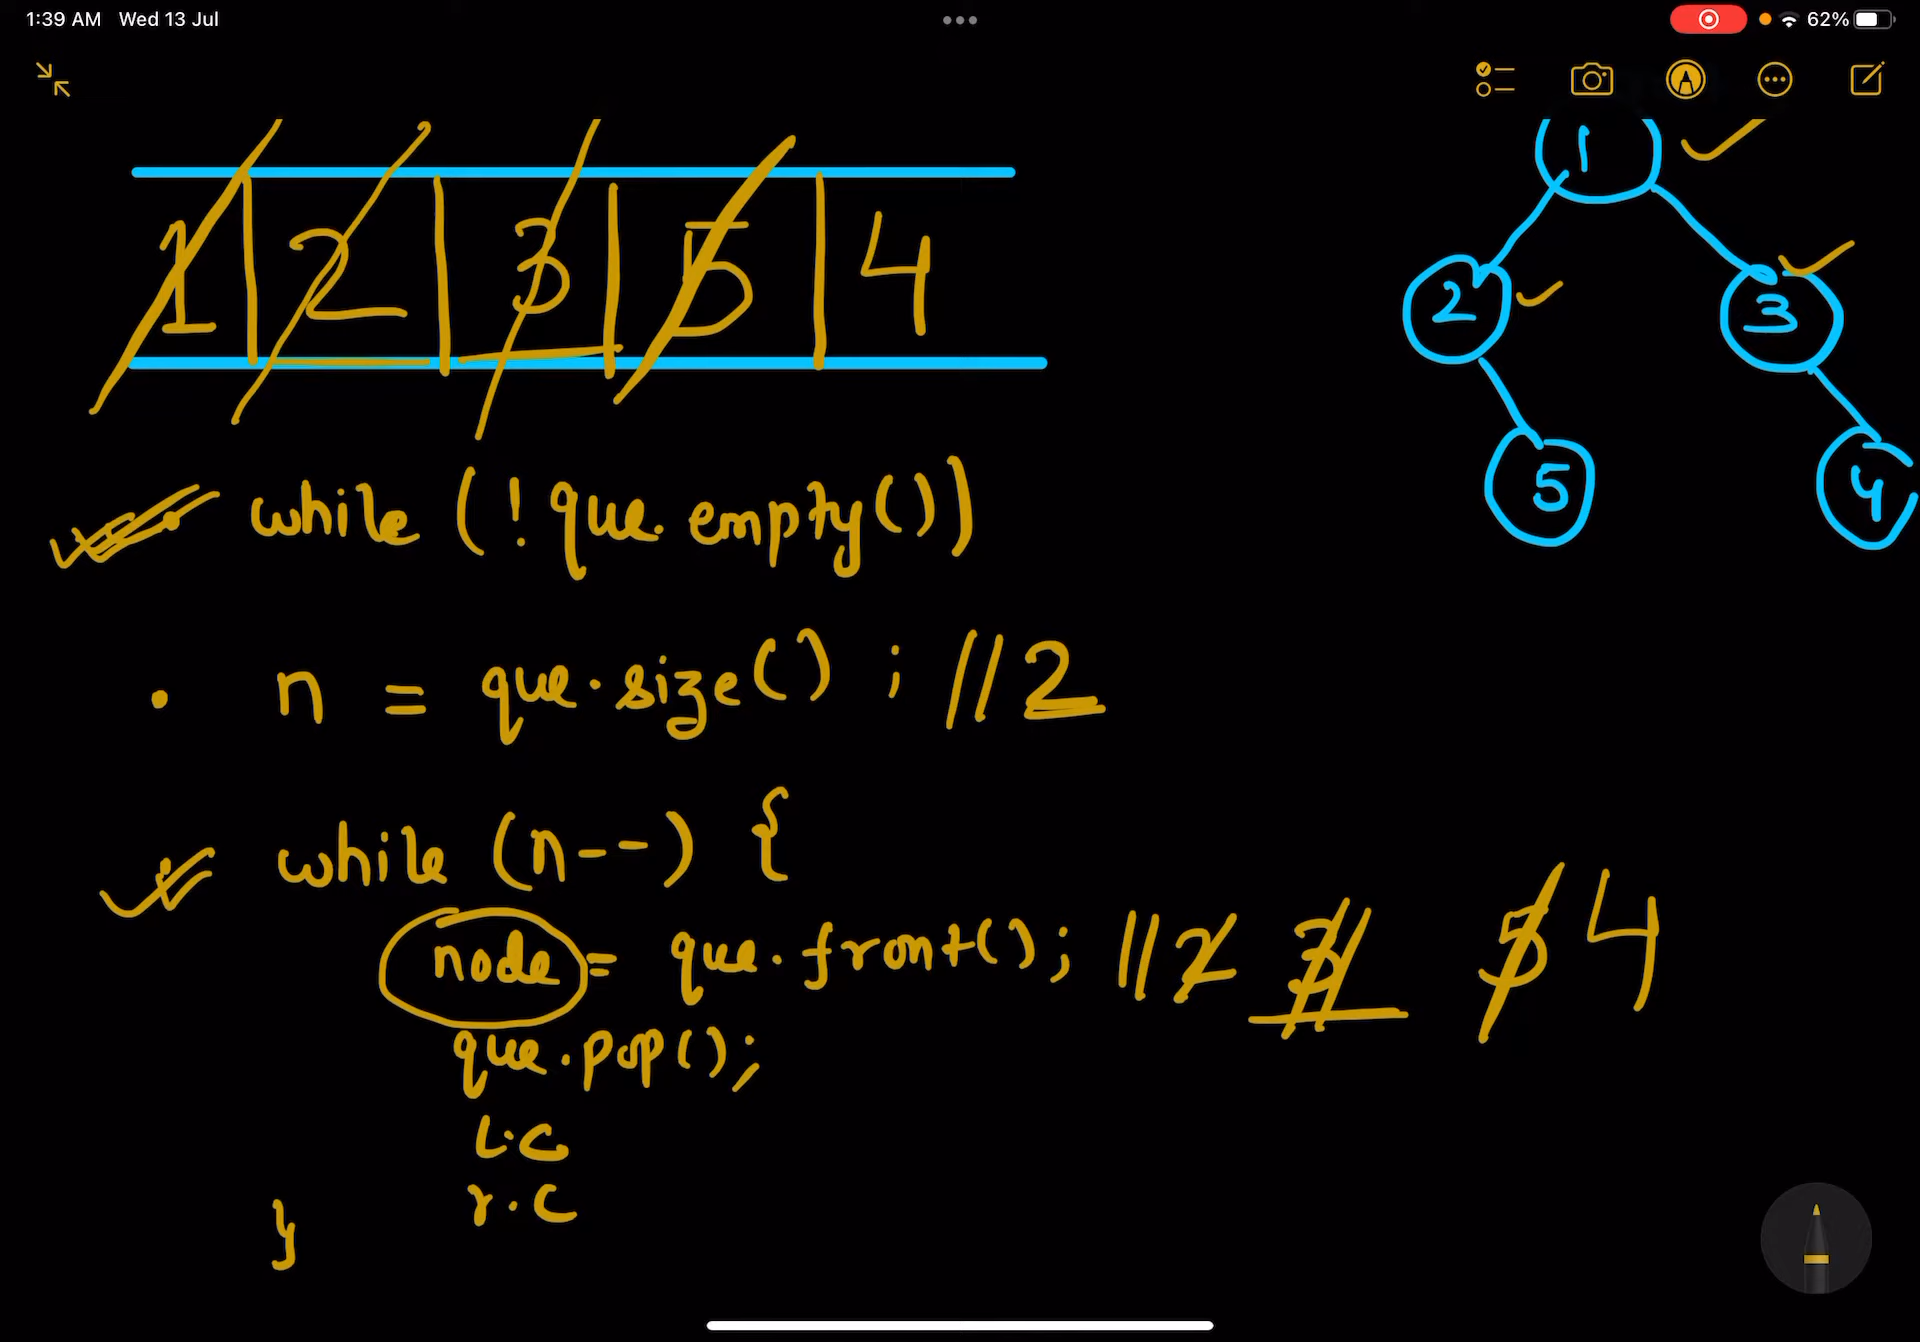 1:39 AM Wed 13 Jul
62%
1 2 3 5 4
1
2 3
5 4
while (! que.empty())
n = que.size() ; //2
while (n--) {
node = que.front(); //2 3 5 4
que.pop();
L.C
r.C
}